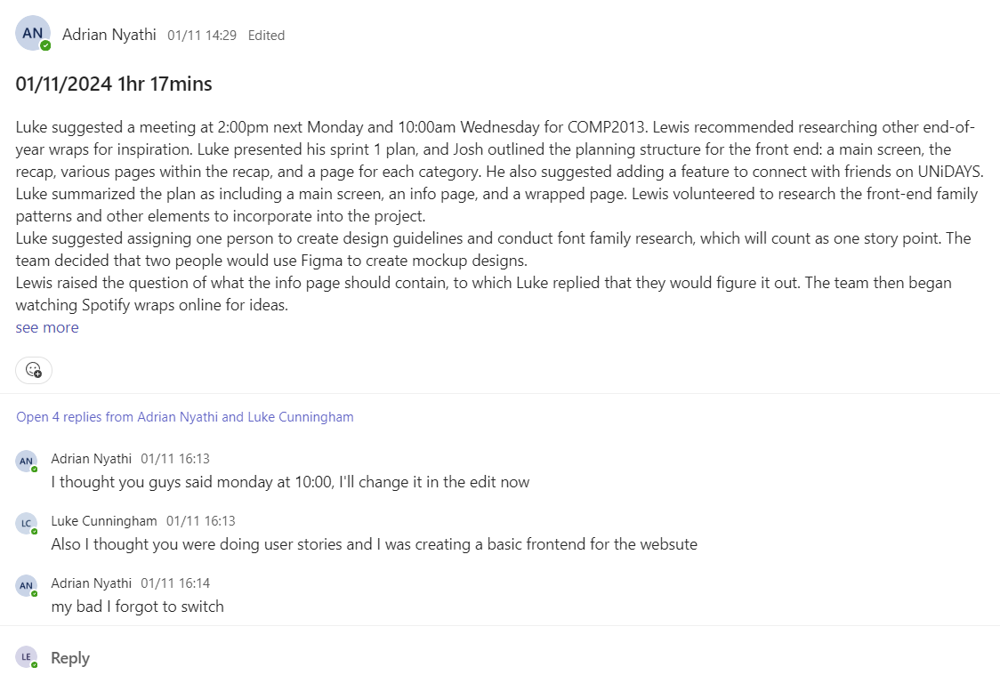 AN Adrian Nyathi 01/11 14:29 Edited
01/11/2024 1hr 17mins
Luke suggested a meeting at 2:00pm next Monday and 10:00am Wednesday for COMP2013. Lewis recommended researching other end-of-
year wraps for inspiration. Luke presented his sprint 1 plan, and Josh outlined the planning structure for the front end: a main screen, the
recap, various pages within the recap, and a page for each category. He also suggested adding a feature to connect with friends on UNiDAYS.
Luke summarized the plan as including a main screen, an info page, and a wrapped page. Lewis volunteered to research the front-end family
patterns and other elements to incorporate into the project.
Luke suggested assigning one person to create design guidelines and conduct font family research, which will count as one story point. The
team decided that two people would use Figma to create mockup designs.
Lewis raised the question of what the info page should contain, to which Luke replied that they would figure it out. The team then began
watching Spotify wraps online for ideas.
see more
Open 4 replies from Adrian Nyathi and Luke Cunningham
AN Adrian Nyathi 01/11 16:13
I thought you guys said monday at 10:00, I'll change it in the edit now
LC Luke Cunningham 01/11 16:13
Also I thought you were doing user stories and I was creating a basic frontend for the websute
AN Adrian Nyathi 01/11 16:14
my bad I forgot to switch
LE Reply